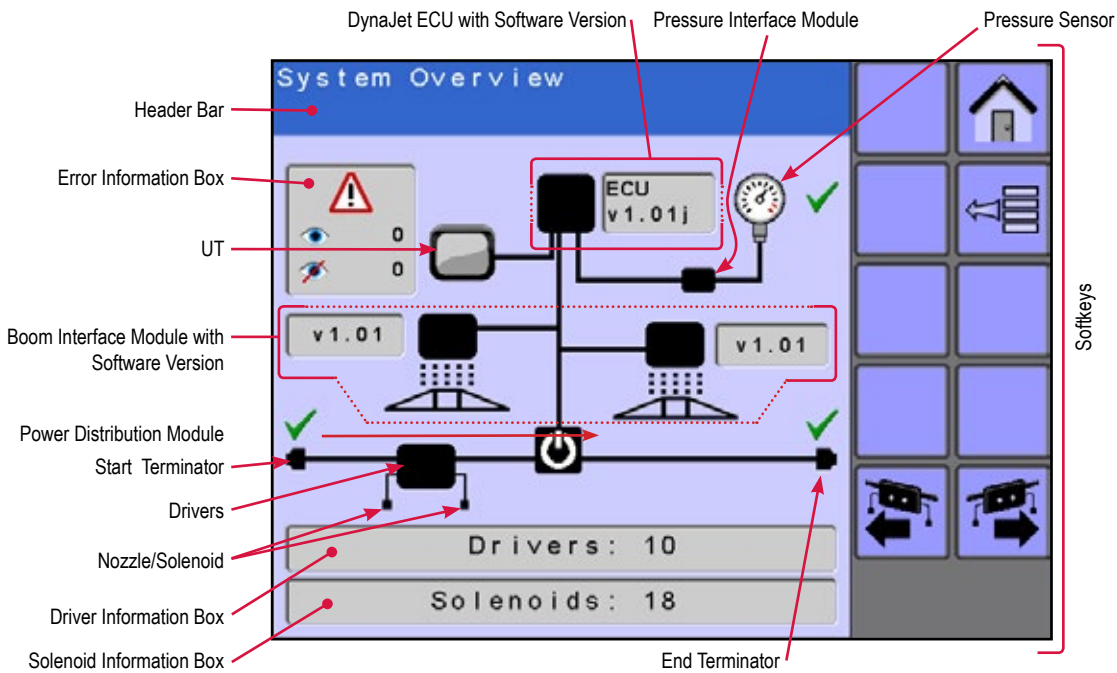 DynaJet ECU with Software Version
Pressure Interface Module
Pressure Sensor
System Overview
Header Bar
Error Information Box
ECU
v1.01j
0
UT
0
Boom Interface Module with
Software Version
v1.01
v1.01
Softkeys
Power Distribution Module
Start Terminator
Drivers
Nozzle/Solenoid
Drivers: 10
Driver Information Box
Solenoids: 18
Solenoid Information Box
End Terminator